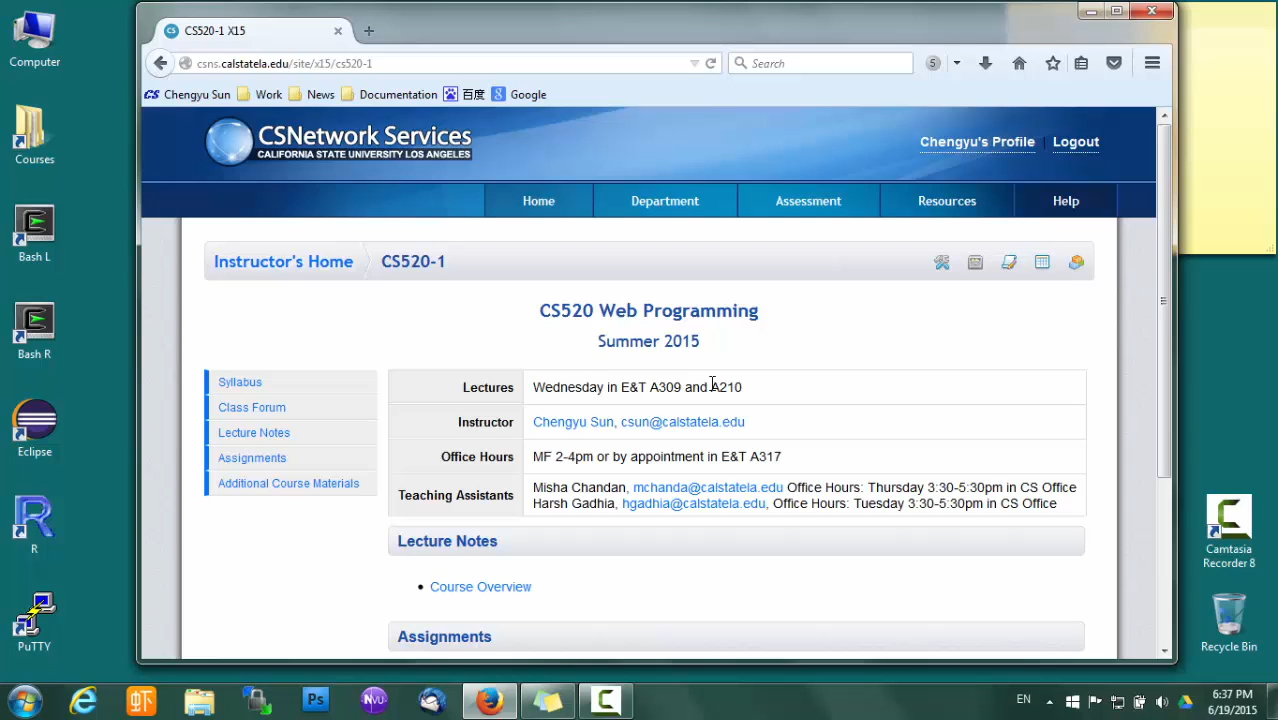 Computer
Courses
Bash L
Bash R
Eclipse
R
PuTTY
CS CS520-1 X15
csns.calstatela.edu/site/x15/cs520-1
Search
5
CS Chengyu Sun Work News Documentation 百度 Google
CSNetwork Services
CALIFORNIA STATE UNIVERSITY LOS ANGELES
Chengyu's Profile
Logout
Home Department Assessment Resources Help
Instructor's Home CS520-1
CS520 Web Programming
Summer 2015
Syllabus
Class Forum
Lecture Notes
Assignments
Additional Course Materials
Lectures Wednesday in E&T A309 and A210
Instructor Chengyu Sun, csun@calstatela.edu
Office Hours MF 2-4pm or by appointment in E&T A317
Teaching Assistants Misha Chandan, mchanda@calstatela.edu Office Hours: Thursday 3:30-5:30pm in CS Office
Harsh Gadhia, hgadhia@calstatela.edu, Office Hours: Tuesday 3:30-5:30pm in CS Office
Lecture Notes
Course Overview
Assignments
Camtasia
Recorder 8
Recycle Bin
虾
Ps
NVU
C
EN
6:37 PM
6/19/2015